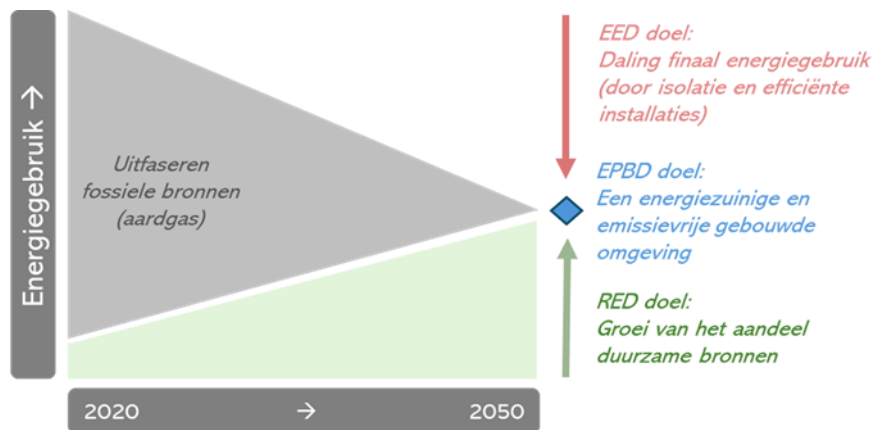 Energiegebruik →
Uitfaseren
fossiele bronnen
(aardgas)
2020 → 2050
EED doel:
Daling finaal energiegebruik
(door isolatie en efficiënte
installaties)
EPBD doel:
Een energiezuinige en
emissievrije gebouwde
omgeving
RED doel:
Groei van het aandeel
duurzame bronnen